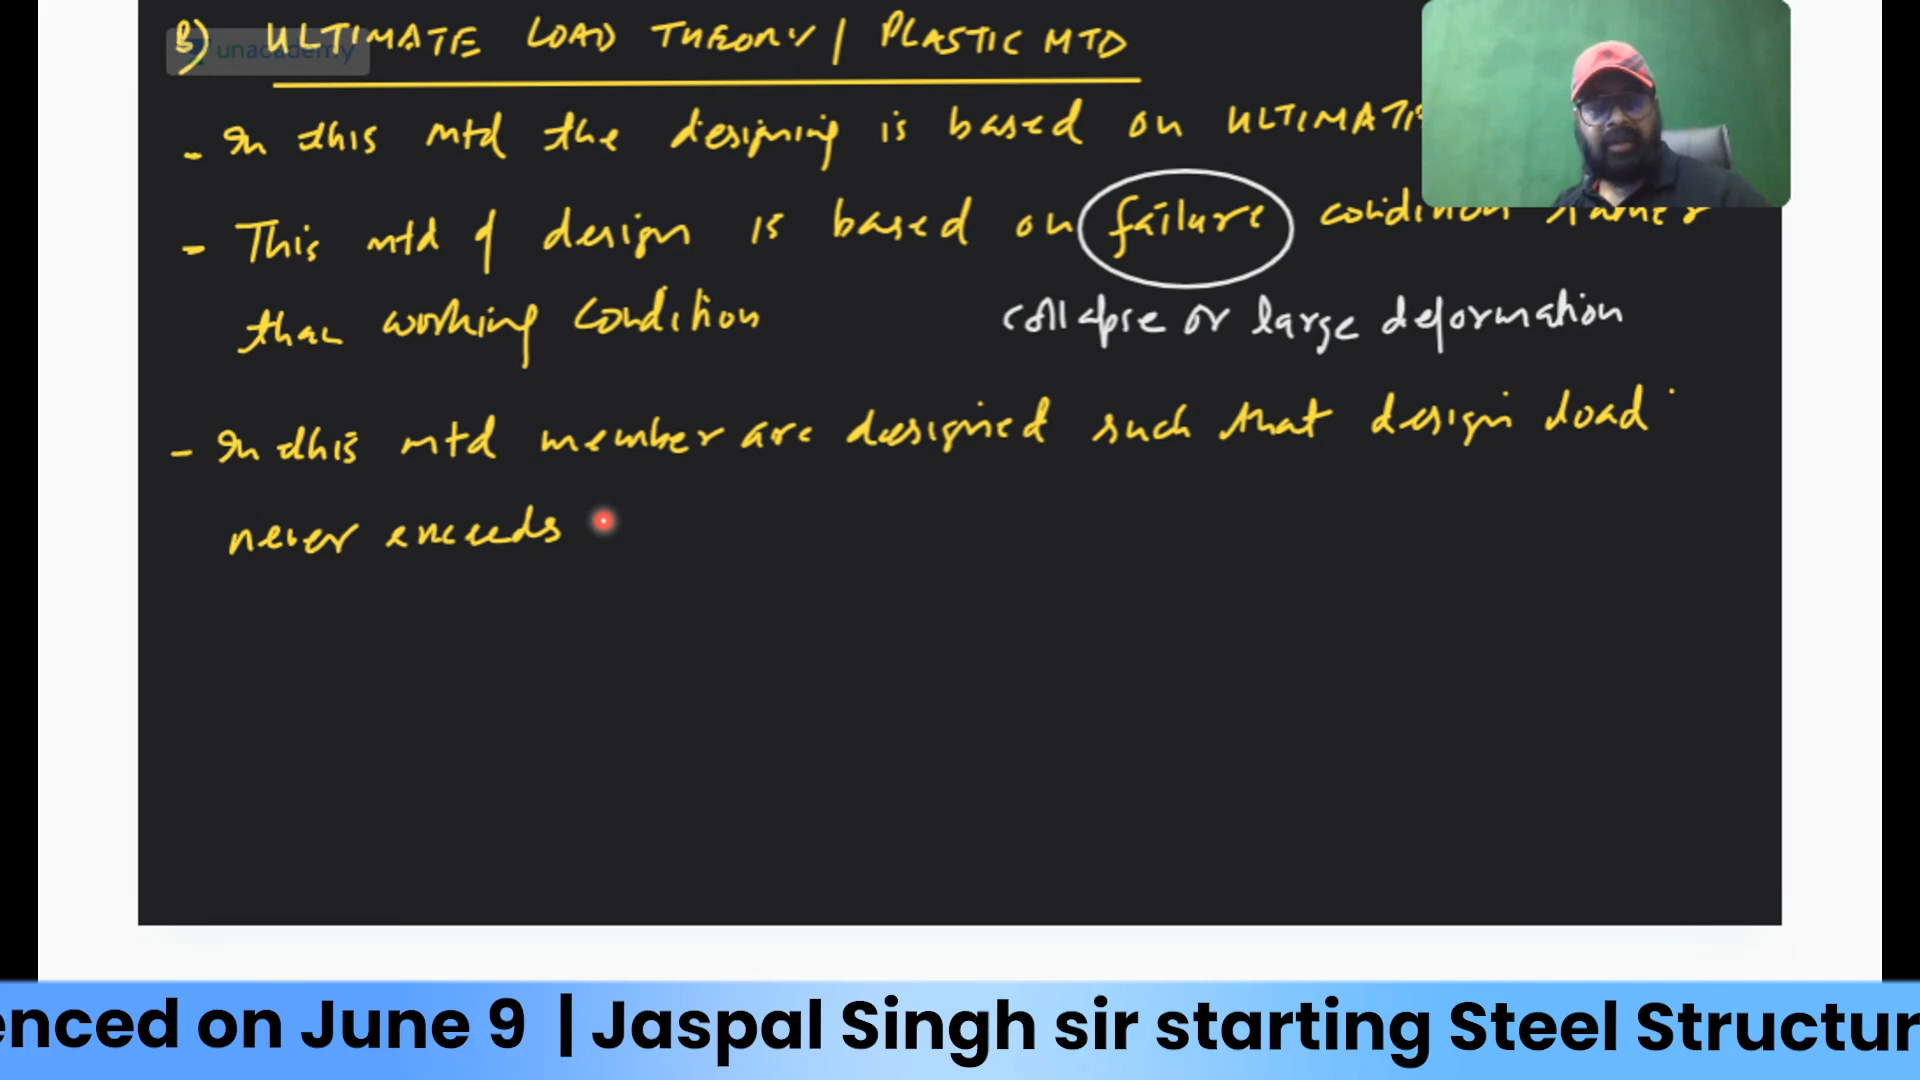 B) ULTIMATE LOAD THEORY / PLASTIC MTD
unacademy
- In this mtd the designing is based on ULTIMATE
- This mtd of design is based on failure condition rather
than working condition
collapse or large deformation
- In this mtd member are designed such that design load
never exceeds
enced on June 9 | Jaspal Singh sir starting Steel Structur